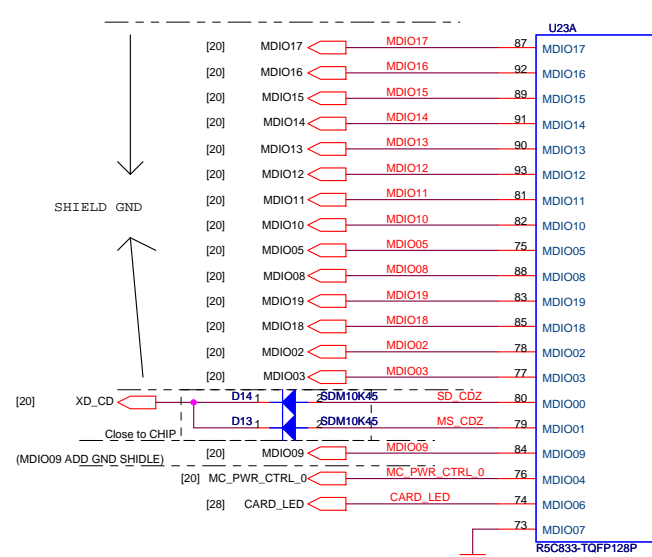 U23A
[20] MDIO17 MDIO17 87 MDIO17
[20] MDIO16 MDIO16 92 MDIO16
[20] MDIO15 MDIO15 89 MDIO15
[20] MDIO14 MDIO14 91 MDIO14
[20] MDIO13 MDIO13 90 MDIO13
[20] MDIO12 MDIO12 93 MDIO12
[20] MDIO11 MDIO11 81 MDIO11
SHIELD GND
[20] MDIO10 MDIO10 82 MDIO10
[20] MDIO05 MDIO05 75 MDIO05
[20] MDIO08 MDIO08 88 MDIO08
[20] MDIO19 MDIO19 83 MDIO19
[20] MDIO18 MDIO18 85 MDIO18
[20] MDIO02 MDIO02 78 MDIO02
[20] MDIO03 MDIO03 77 MDIO03
[20] XD_CD D14 1 2 SDM10K45 SD_CDZ 80 MDIO00
D13 1 2 SDM10K45 MS_CDZ 79 MDIO01
Close to CHIP
(MDIO09 ADD GND SHIDLE) [20] MDIO09 MDIO09 84 MDIO09
[20] MC_PWR_CTRL_0 MC_PWR_CTRL_0 76 MDIO04
[28] CARD_LED CARD_LED 74 MDIO06
73 MDIO07
R5C833-TQFP128P